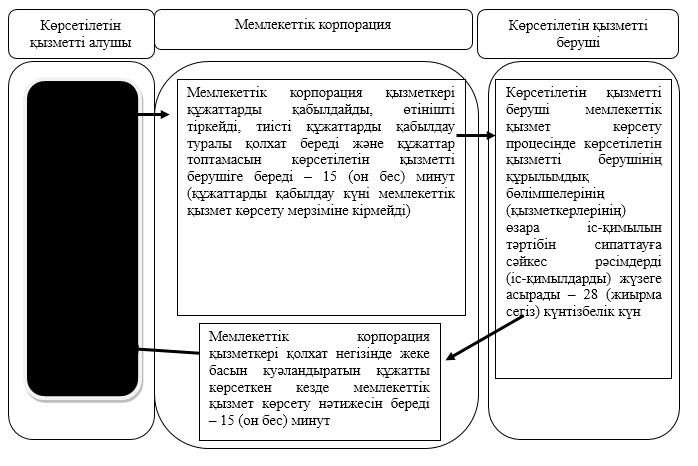 Көрсетілетін
қызметті алушы
Мемлекеттік корпорация
Көрсетілетін қызметті
беруші
Мемлекеттік корпорация қызметкері
құжаттарды қабылдайды, өтінішті
тіркейді, тиісті құжаттарды қабылдау
туралы қолхат береді және құжаттар
топтамасын көрсетілетін қызметті
берушіге береді – 15 (он бес) минут
(құжаттарды қабылдау күні мемлекеттік
қызмет көрсету мерзіміне кірмейді)
Көрсетілетін қызметті
беруші мемлекеттік
қызмет көрсету
процесінде көрсетілетін
қызметті берушінің
құрылымдық
бөлімшелерінің
(қызметкерлерінің)
өзара іс-қимылын
тәртібін сипаттауға
сәйкес рәсімдерді
(іс-қимылдарды) жүзеге
асырады – 28 (жиырма
сегіз) күнтізбелік күн
Мемлекеттік корпорация
қызметкері қолхат негізінде жеке
басын куәландыратын құжатты
көрсеткен кезде мемлекеттік
қызмет көрсету нәтижесін береді
– 15 (он бес) минут